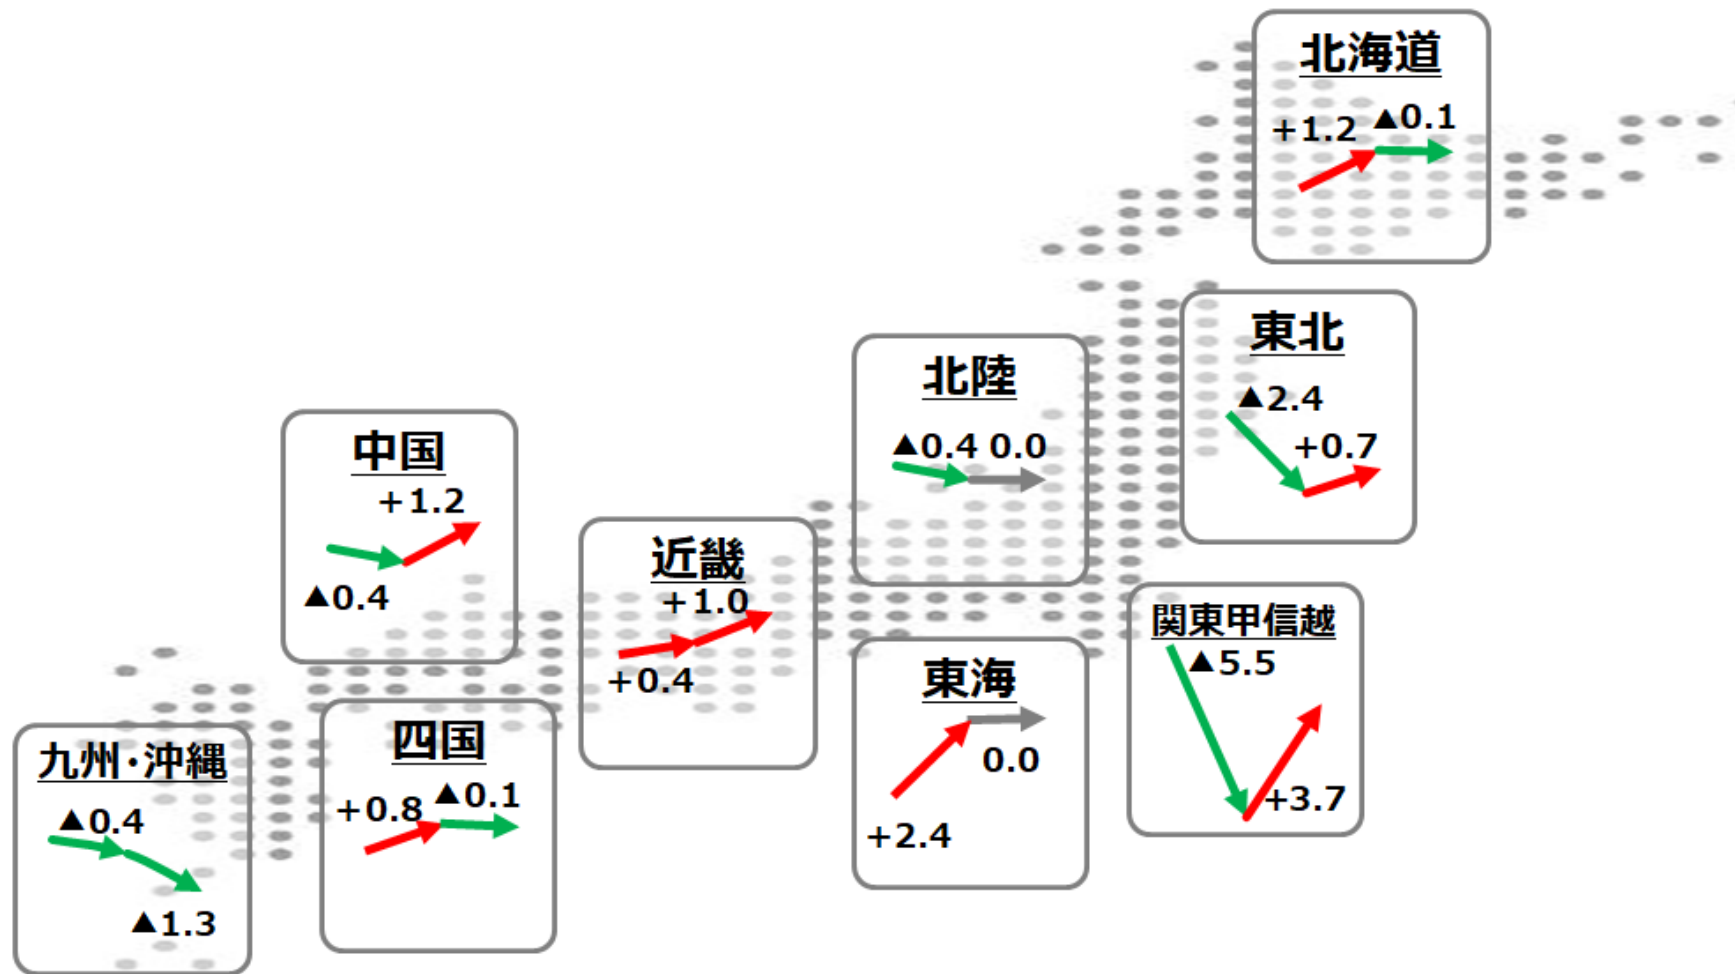 北海道
+1.2 ▲0.1
東北
▲2.4
+0.7
北陸
▲0.4 0.0
中国
+1.2
▲0.4
近畿
+1.0
+0.4
関東甲信越
▲5.5
+3.7
東海
0.0
+2.4
四国
+0.8 ▲0.1
九州・沖縄
▲0.4
▲1.3